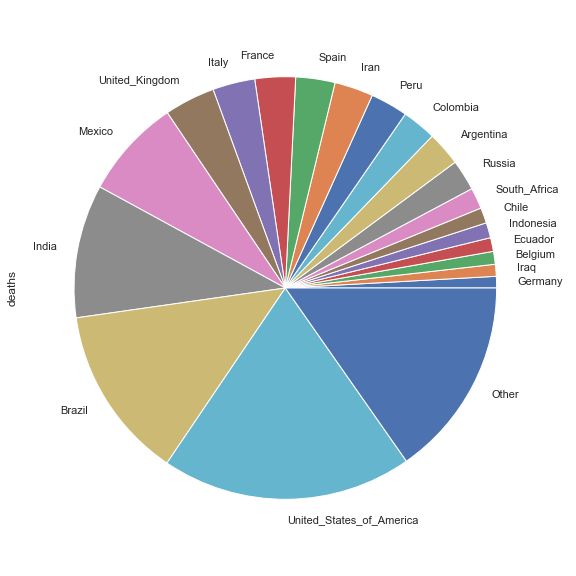 Spain
France
Iran
Italy
United_Kingdom
Peru
Colombia
Mexico
Argentina
Russia
South_Africa
Chile
Indonesia
India
Ecuador
Belgium
Iraq
Germany
deaths
Other
Brazil
United_States_of_America